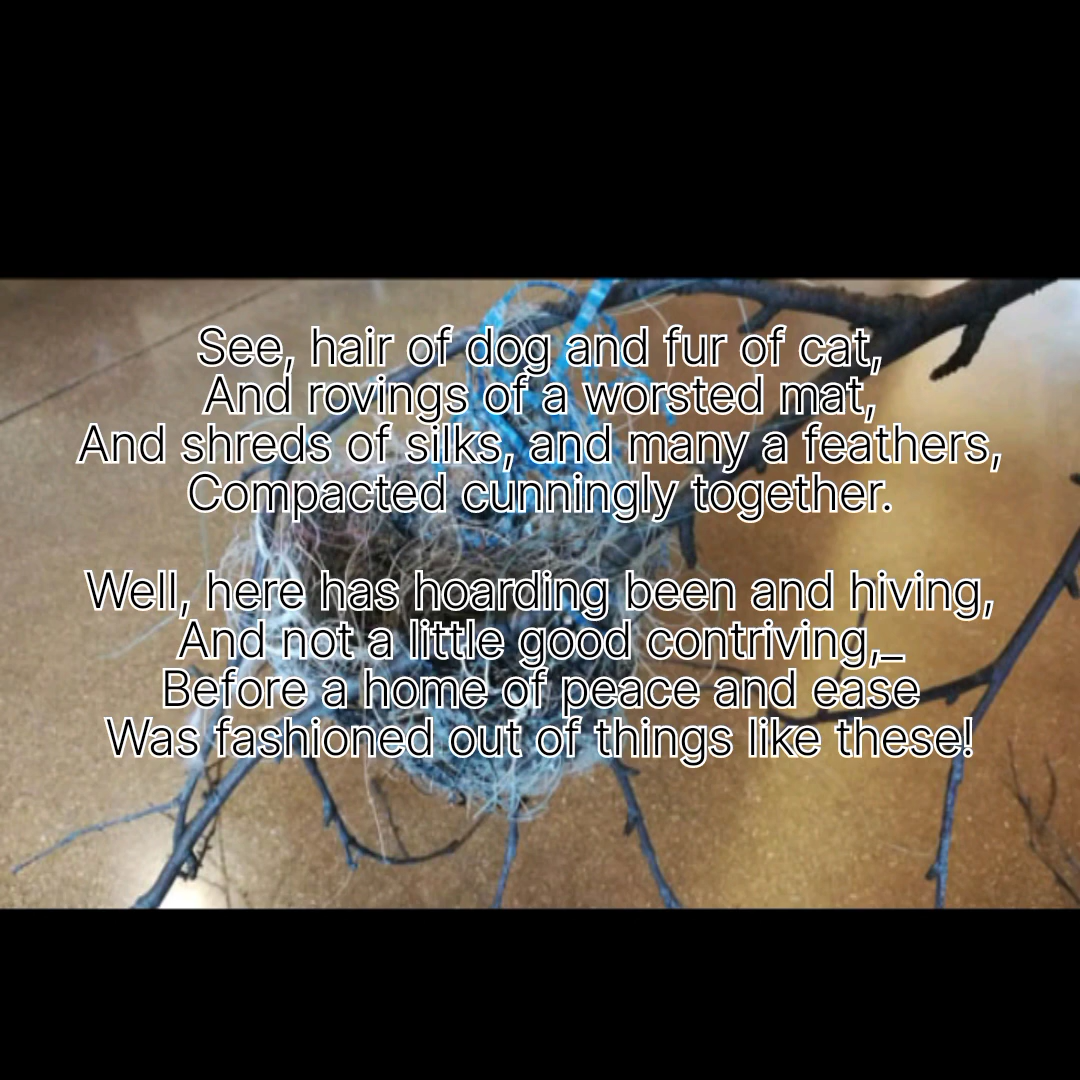 See, hair of dog and fur of cat,
And rovings of a worsted mat,
And shreds of silks, and many a feathers,
Compacted cunningly together.
Well, here has hoarding been and hiving,
And not a little good contriving,_
Before a home of peace and ease
Was fashioned out of things like these!